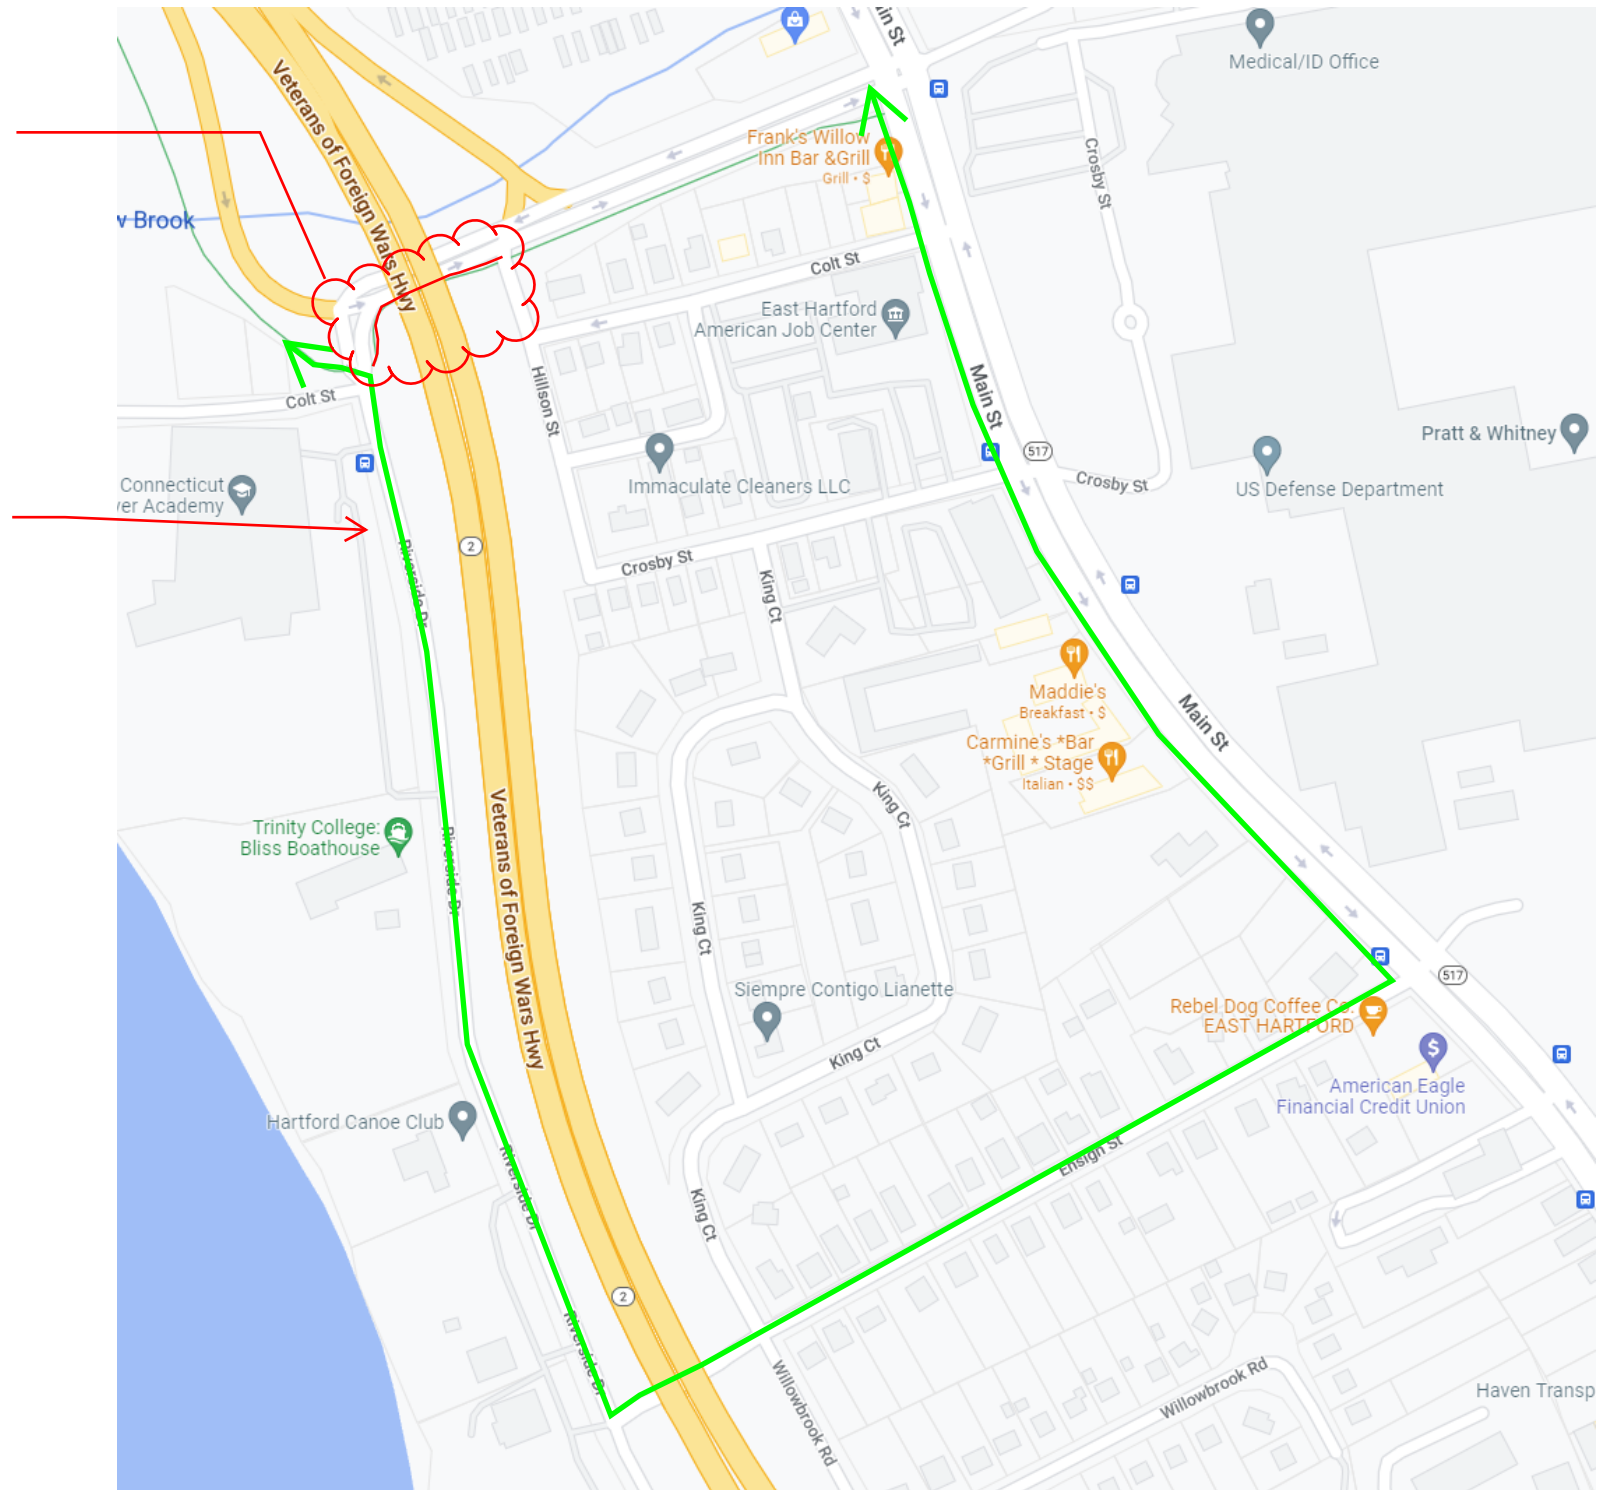 in St
Medical/ID Office
Veterans of Foreign Wars Hwy
Frank's Willow
Inn Bar &Grill
Grill • $
Crosby St
w Brook
Colt St
East Hartford
American Job Center
Main St
Hillson St
Colt St
Pratt & Whitney
517
Connecticut
ver Academy
Immaculate Cleaners LLC
Crosby St
US Defense Department
2
Riverside Dr
Crosby St
King Ct
Maddie's
Breakfast • $
Main St
Carmine's *Bar
*Grill * Stage
Italian • $$
Veterans of Foreign Wars Hwy
King Ct
Trinity College:
Bliss Boathouse
Riverside Dr
King Ct
517
Siempre Contigo Lianette
Rebel Dog Coffee Co.
EAST HARTFORD
King Ct
$
American Eagle
Financial Credit Union
Hartford Canoe Club
Ensign St
Riverside Dr
King Ct
2
Riverside Dr
Willowbrook Rd
Willowbrook Rd
Haven Transp